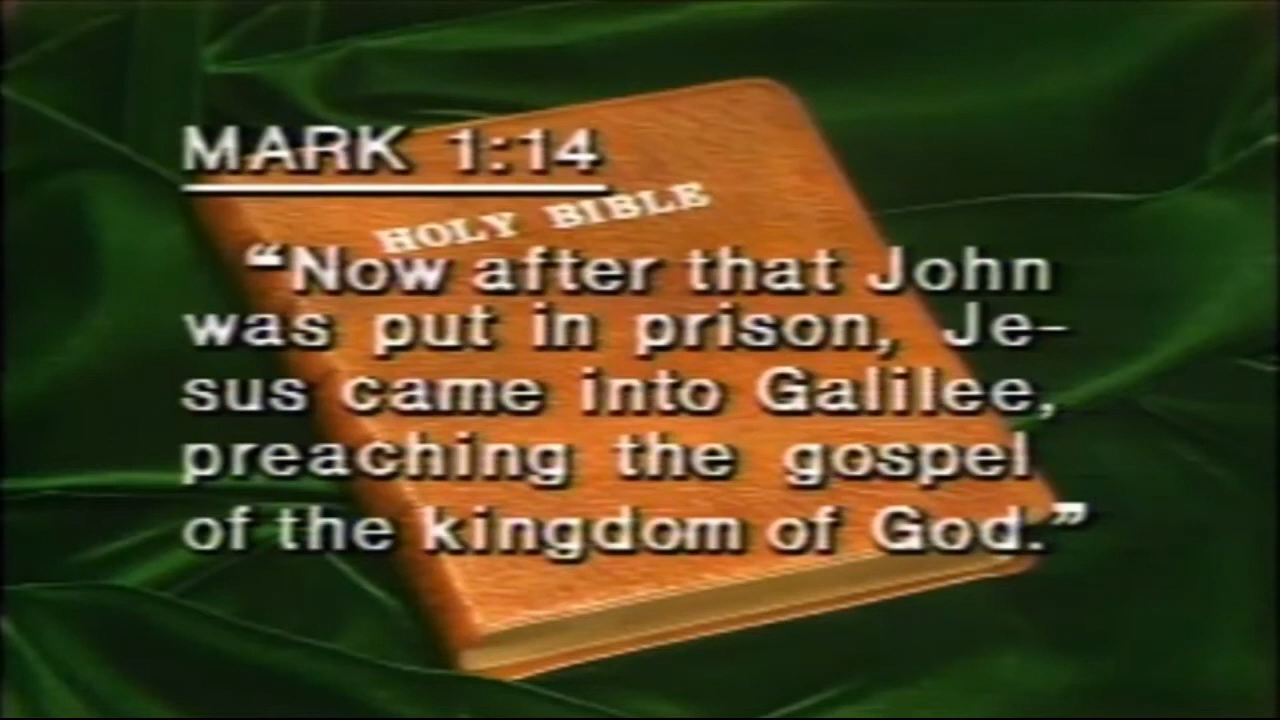 MARK 1:14
HOLY BIBLE
“Now after that John
was put in prison, Je-
sus came into Galilee,
preaching the gospel
of the kingdom of God.”